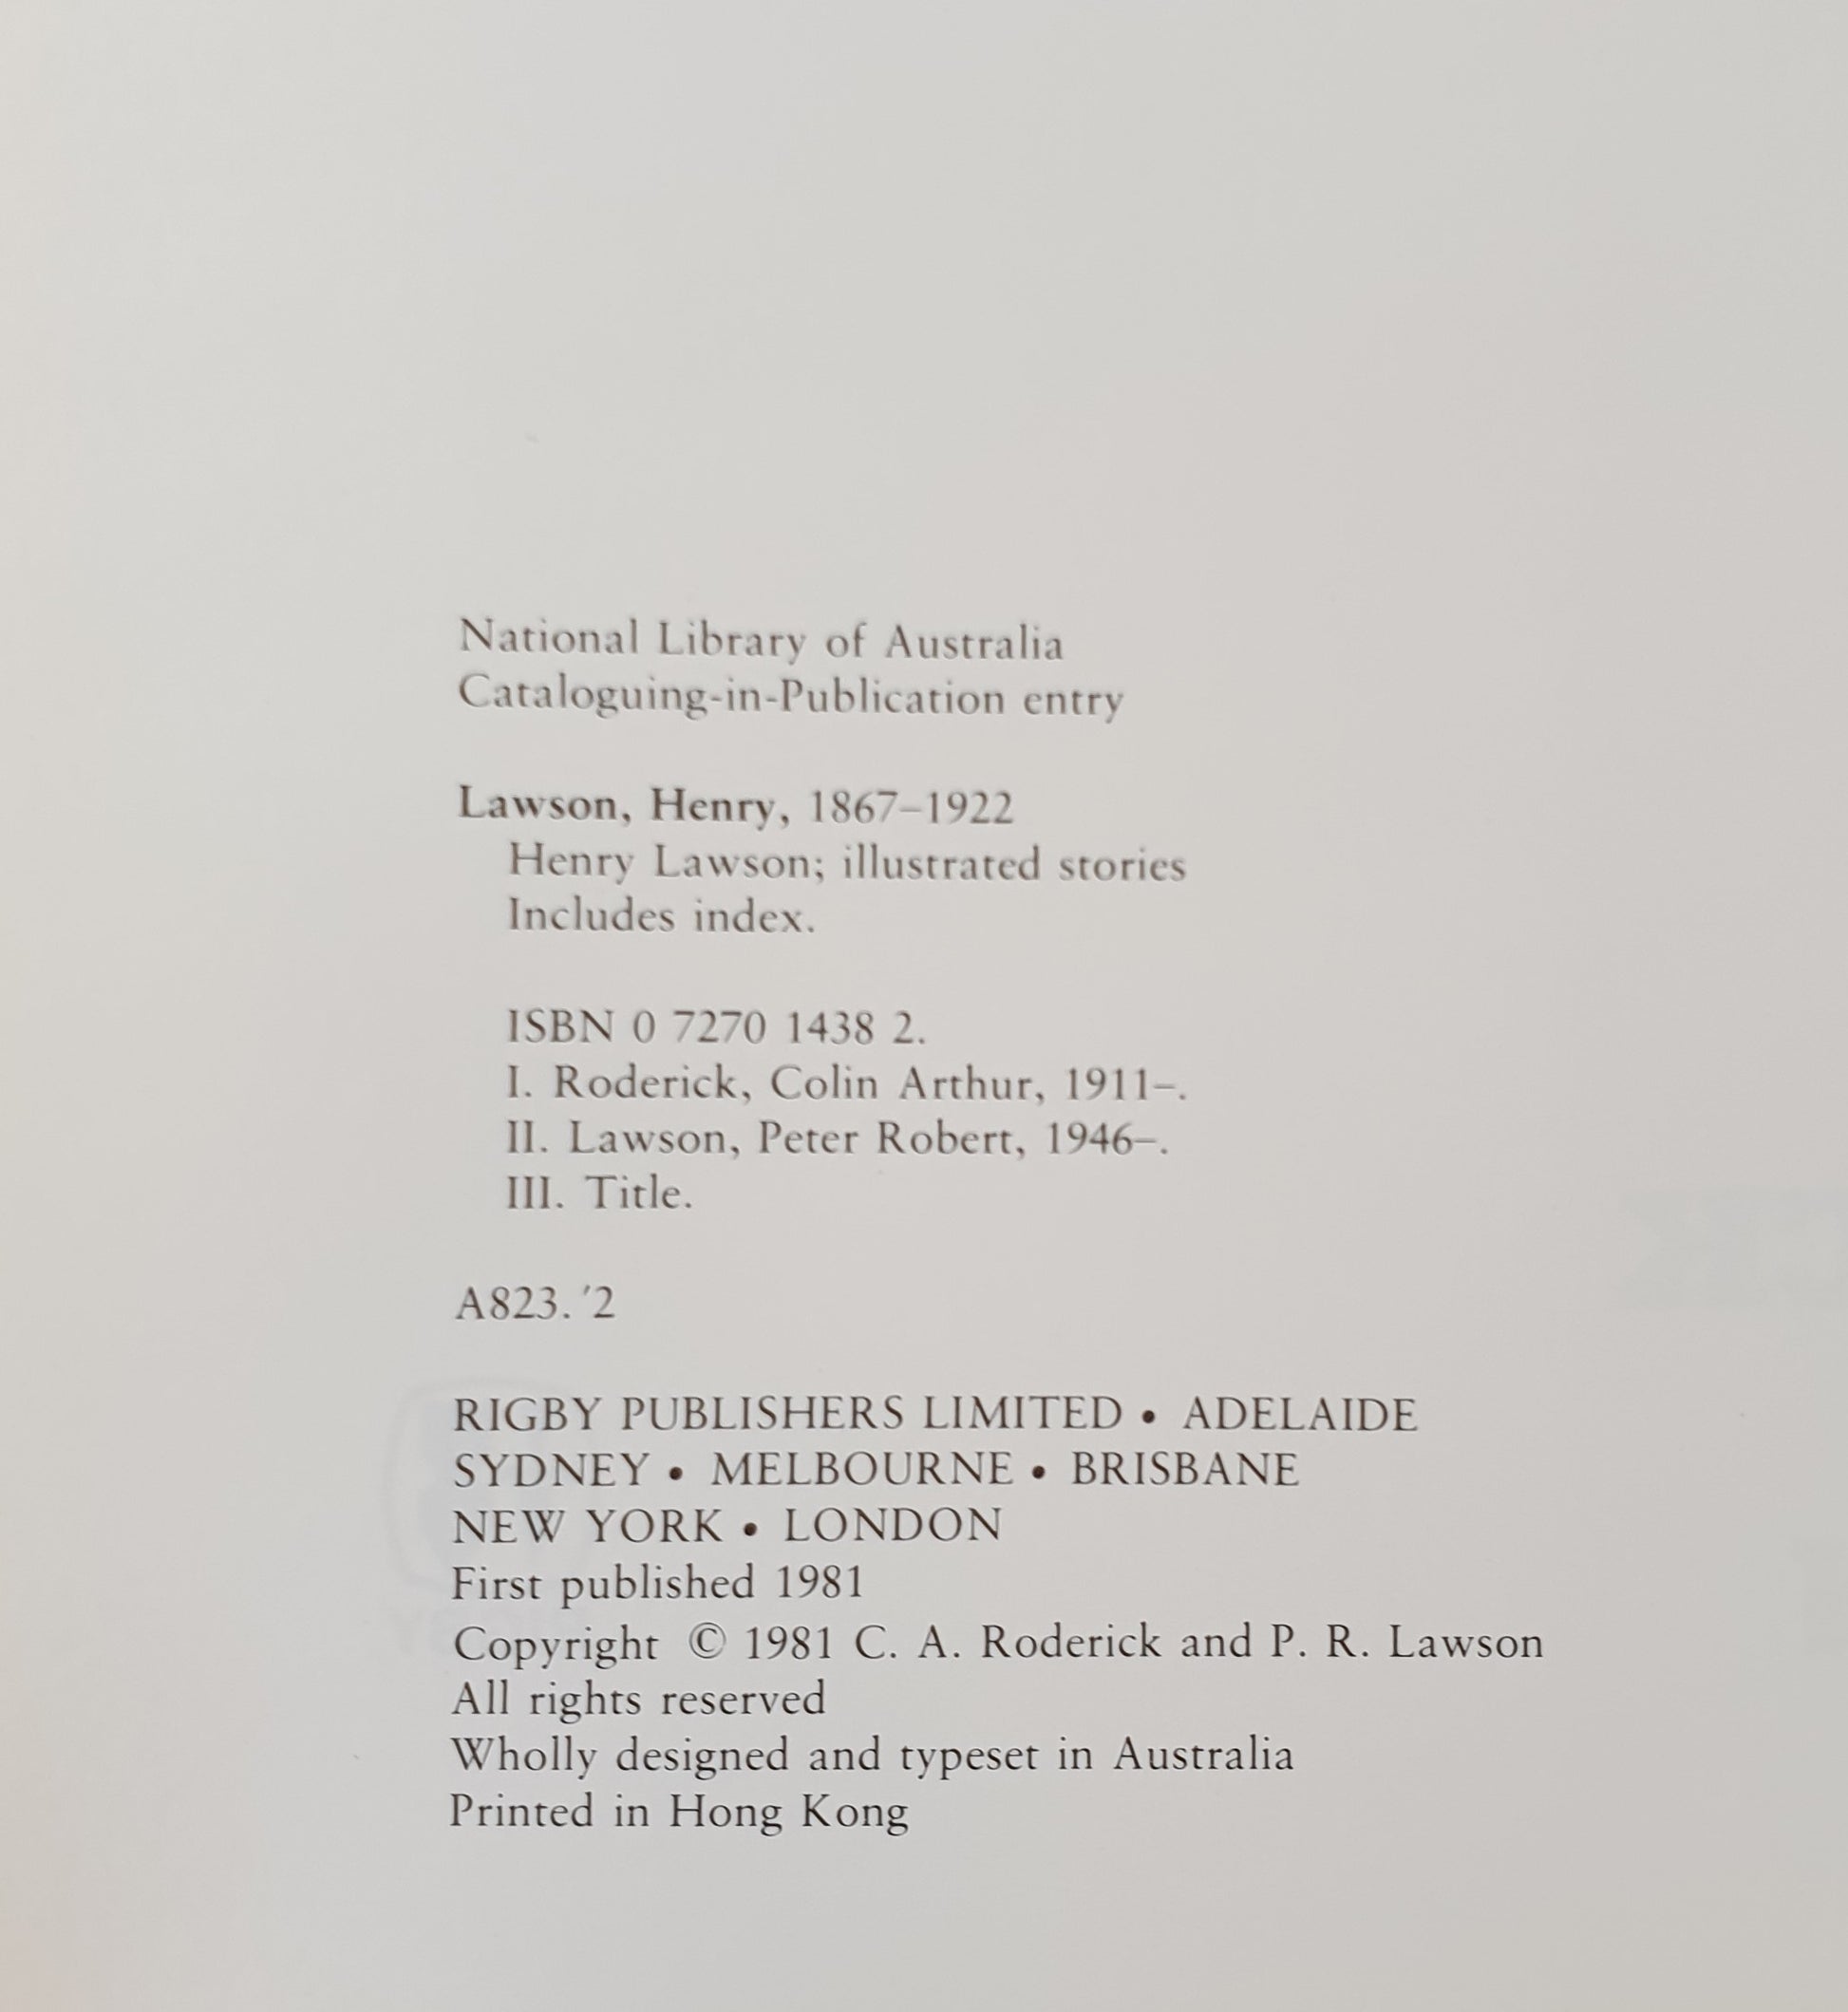 National Library of Australia
Cataloguing-in-Publication entry
Lawson, Henry, 1867–1922
Henry Lawson; illustrated stories
Includes index.
ISBN 0 7270 1438 2.
I. Roderick, Colin Arthur, 1911–.
II. Lawson, Peter Robert, 1946–.
III. Title.
A823.'2
RIGBY PUBLISHERS LIMITED • ADELAIDE
SYDNEY • MELBOURNE • BRISBANE
NEW YORK • LONDON
First published 1981
Copyright © 1981 C. A. Roderick and P. R. Lawson
All rights reserved
Wholly designed and typeset in Australia
Printed in Hong Kong